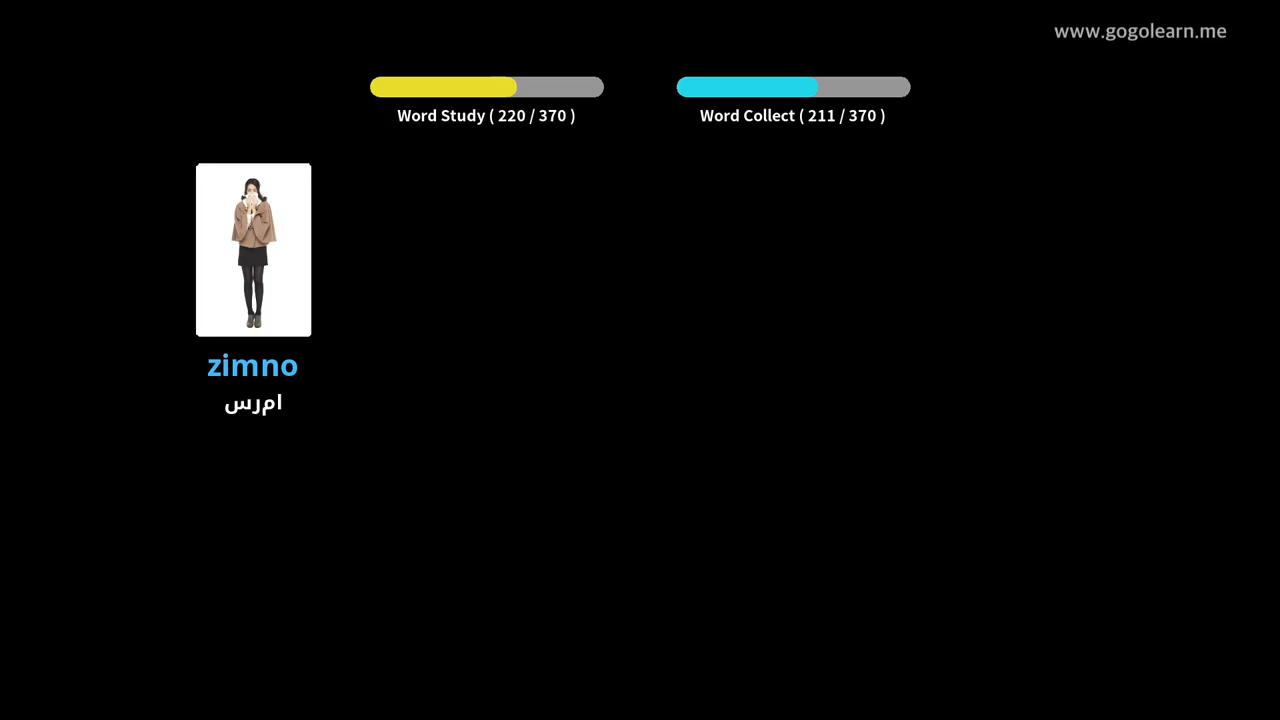 www.gogolearn.me
Word Study ( 220 / 370 )
Word Collect ( 211 / 370 )
zimno
امرس